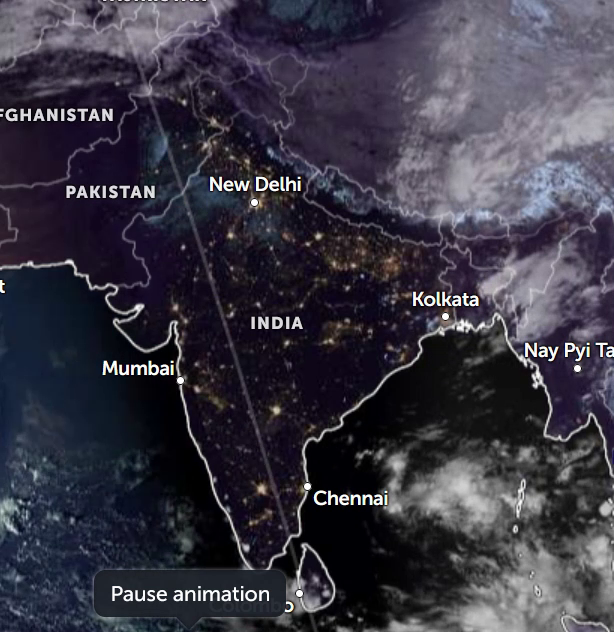 FGHANISTAN
PAKISTAN
New Delhi
Kolkata
INDIA
Nay Pyi Ta
Mumbai
Chennai
Pause animation